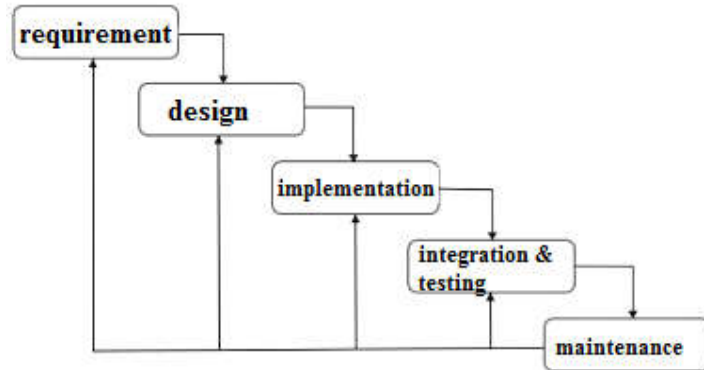 requirement
design
implementation
integration &
testing
maintenance